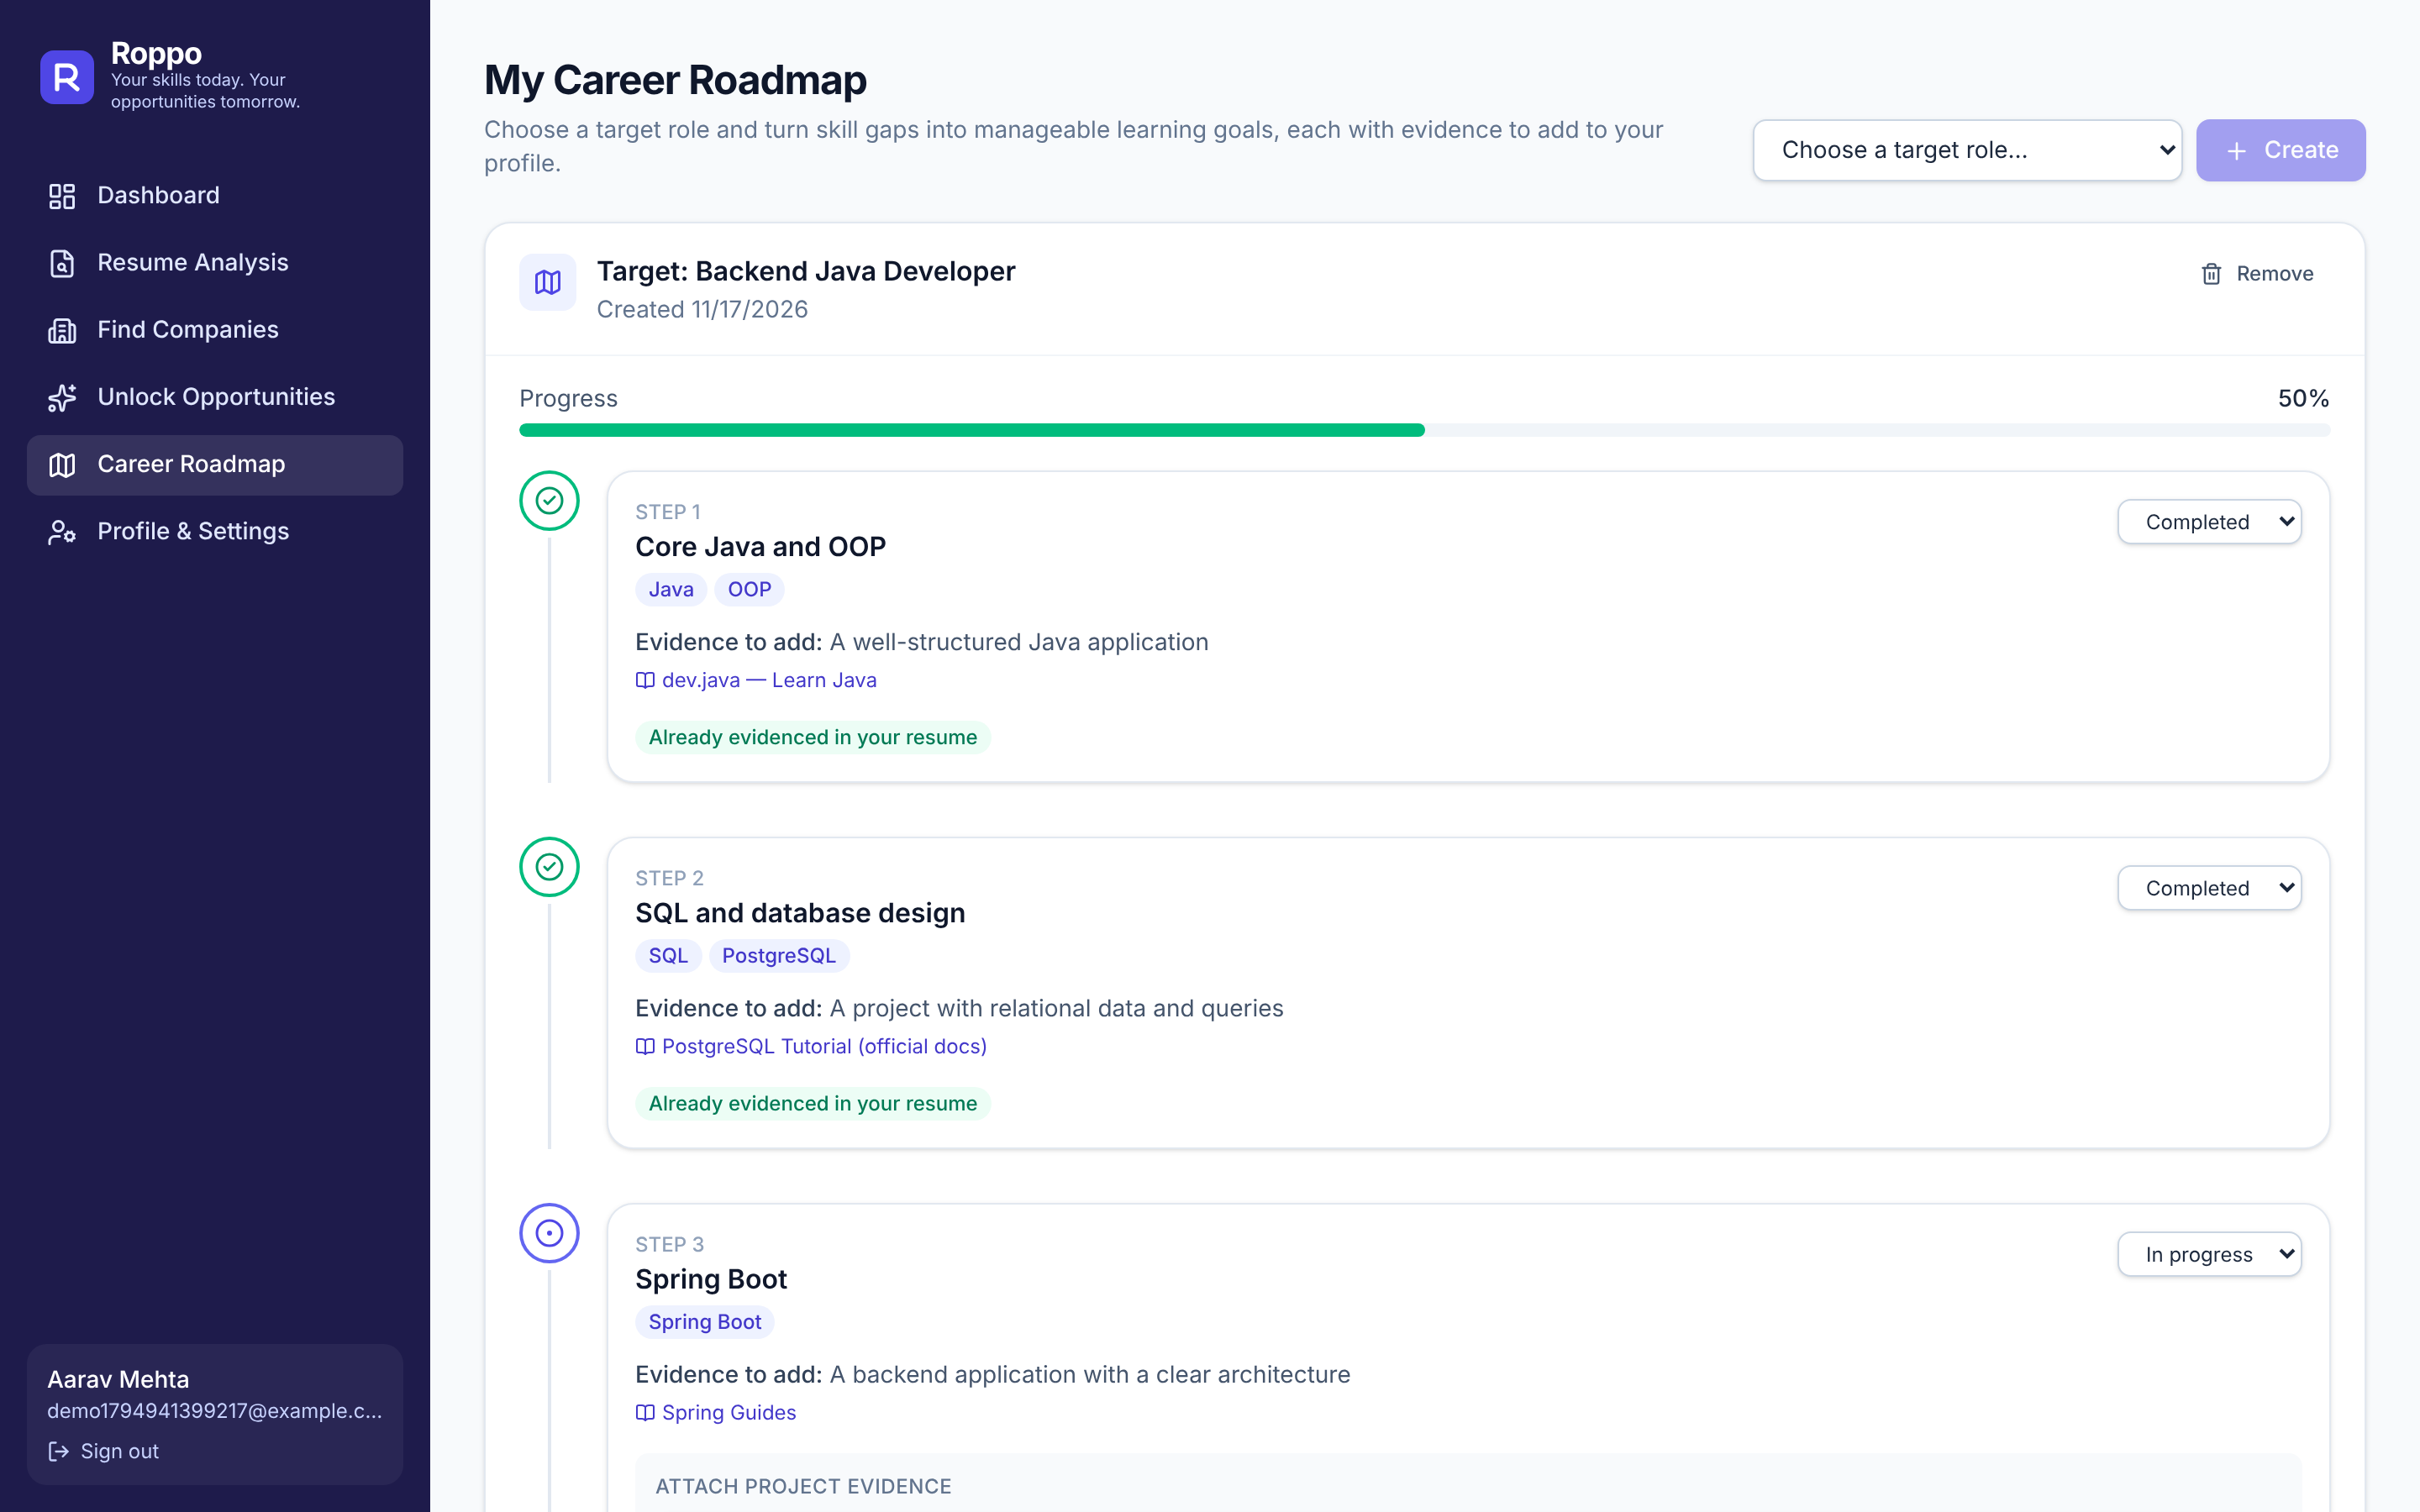 R
Roppo
Your skills today. Your
opportunities tomorrow.
Dashboard
Resume Analysis
Find Companies
Unlock Opportunities
Career Roadmap
Profile & Settings
Aarav Mehta
demo1794941399217@example.c...
Sign out
My Career Roadmap
Choose a target role and turn skill gaps into manageable learning goals, each with evidence to add to your
profile.
Choose a target role...
+ Create
Target: Backend Java Developer
Created 11/17/2026
Remove
Progress
50%
STEP 1
Completed
Core Java and OOP
Java OOP
Evidence to add: A well-structured Java application
dev.java — Learn Java
Already evidenced in your resume
STEP 2
Completed
SQL and database design
SQL PostgreSQL
Evidence to add: A project with relational data and queries
PostgreSQL Tutorial (official docs)
Already evidenced in your resume
STEP 3
In progress
Spring Boot
Spring Boot
Evidence to add: A backend application with a clear architecture
Spring Guides
ATTACH PROJECT EVIDENCE